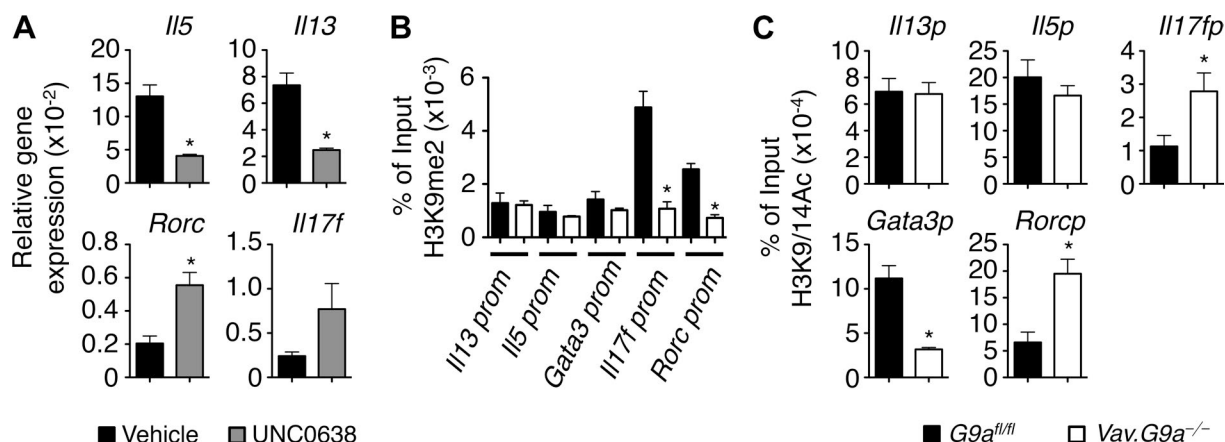 A
Relative gene
expression (x10-2)
Il5
20
15
10
5
0
*
Il13
10
8
6
4
2
0
*
Rorc
0.8
0.6
0.4
0.2
0
*
Il17f
1.5
1.0
0.5
0
Vehicle UNC0638
B
% of Input
H3K9me2 (x10-3)
6
4
2
0
*
*
Il13 prom
Il5 prom
Gata3 prom
Il17f prom
Rorc prom
C
% of Input
H3K9/14Ac (x10-4)
Il13p
10
8
6
4
2
0
Il5p
25
20
15
10
5
0
Il17fp
4
3
2
1
0
*
Gata3p
15
10
5
0
*
Rorcp
25
20
15
10
5
0
*
G9afl/fl Vav.G9a−/−